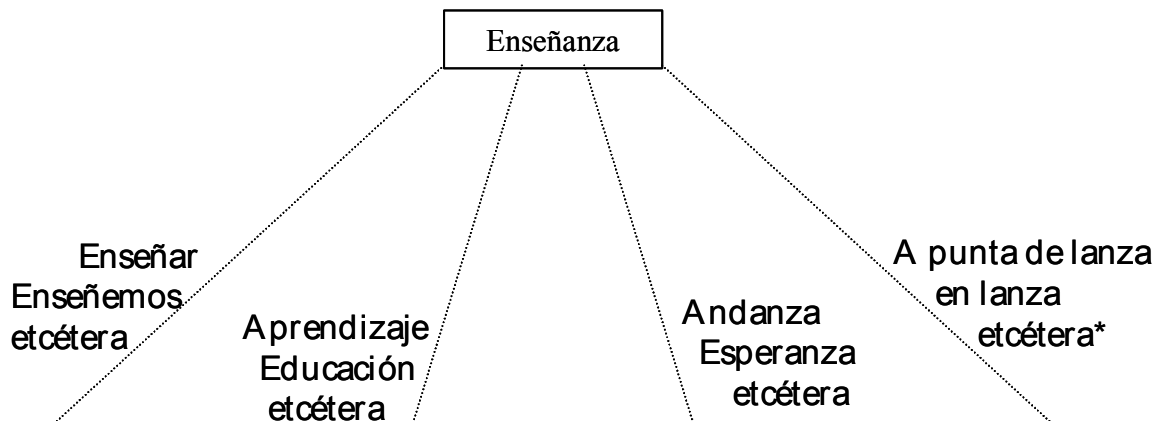 Enseñanza
Enseñar
Enseñemos
etcétera
Aprendizaje
Educación
etcétera
Andanza
Esperanza
etcétera
A punta de lanza
en lanza
etcétera*